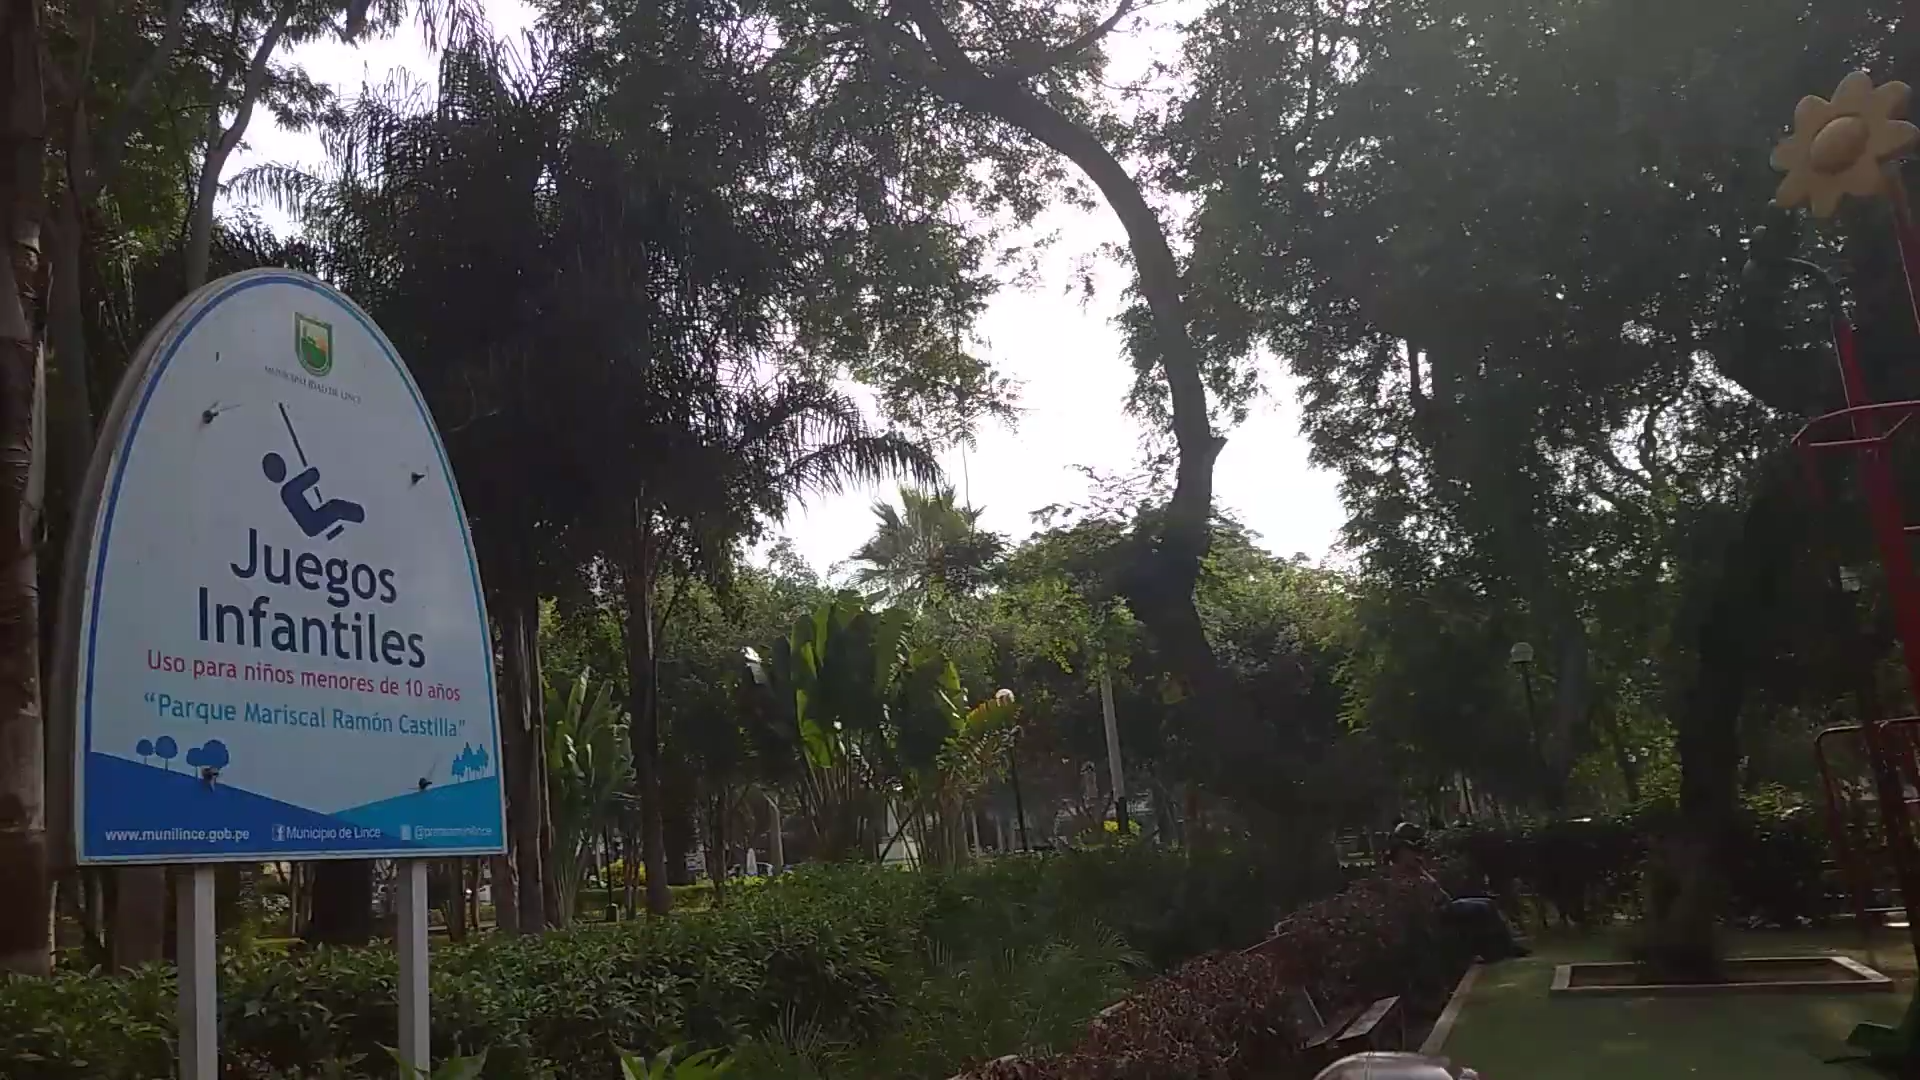 MUNICIPALIDAD DE LINCE
Juegos
Infantiles
Uso para niños menores de 10 años
“Parque Mariscal Ramón Castilla”
www.munilince.gob.pe Municipio de Lince